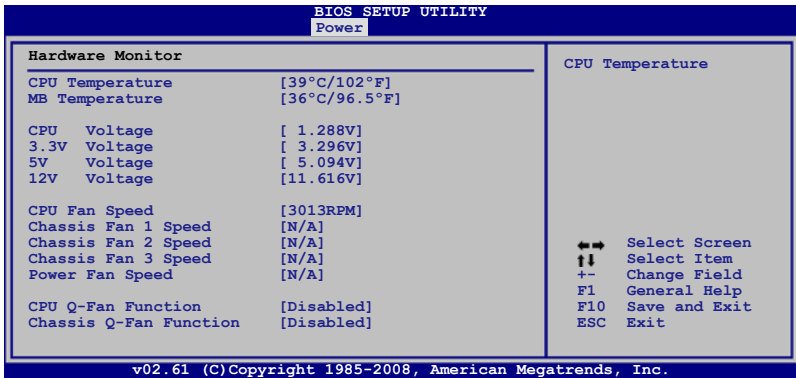 BIOS SETUP UTILITY
Power
Hardware Monitor
CPU Temperature [39°C/102°F]
MB Temperature [36°C/96.5°F]
CPU Voltage [ 1.288V]
3.3V Voltage [ 3.296V]
5V Voltage [ 5.094V]
12V Voltage [11.616V]
CPU Fan Speed [3013RPM]
Chassis Fan 1 Speed [N/A]
Chassis Fan 2 Speed [N/A]
Chassis Fan 3 Speed [N/A]
Power Fan Speed [N/A]
CPU Q-Fan Function [Disabled]
Chassis Q-Fan Function [Disabled]
CPU Temperature
←→ Select Screen
↑↓ Select Item
+- Change Field
F1 General Help
F10 Save and Exit
ESC Exit
v02.61 (C)Copyright 1985-2008, American Megatrends, Inc.